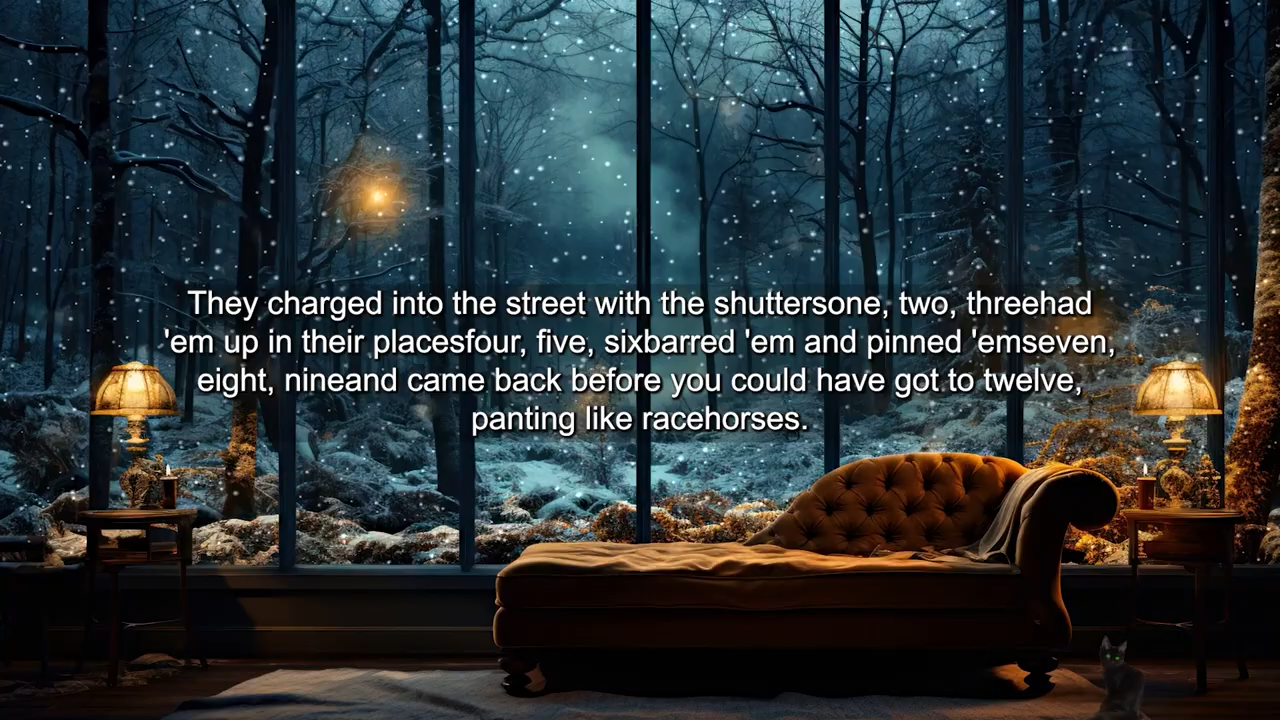 They charged into the street with the shuttersone, two, threehad
'em up in their placesfour, five, sixbarred 'em and pinned 'emseven,
eight, nineand came back before you could have got to twelve,
panting like racehorses.